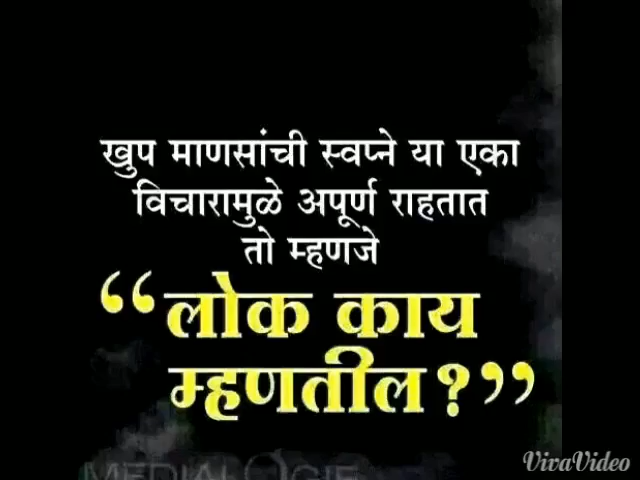 खुप माणसांची स्वप्ने या एका
विचारामुळे अपूर्ण राहतात
तो म्हणजे
“लोक काय
म्हणतील?”
VivaVideo